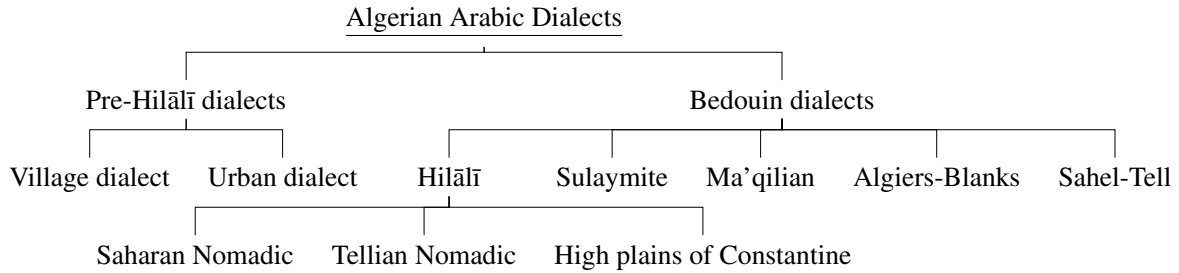 Algerian Arabic Dialects
Pre-Hilālī dialects Bedouin dialects
Village dialect Urban dialect Hilālī Sulaymite Ma'qilian Algiers-Blanks Sahel-Tell
Saharan Nomadic Tellian Nomadic High plains of Constantine